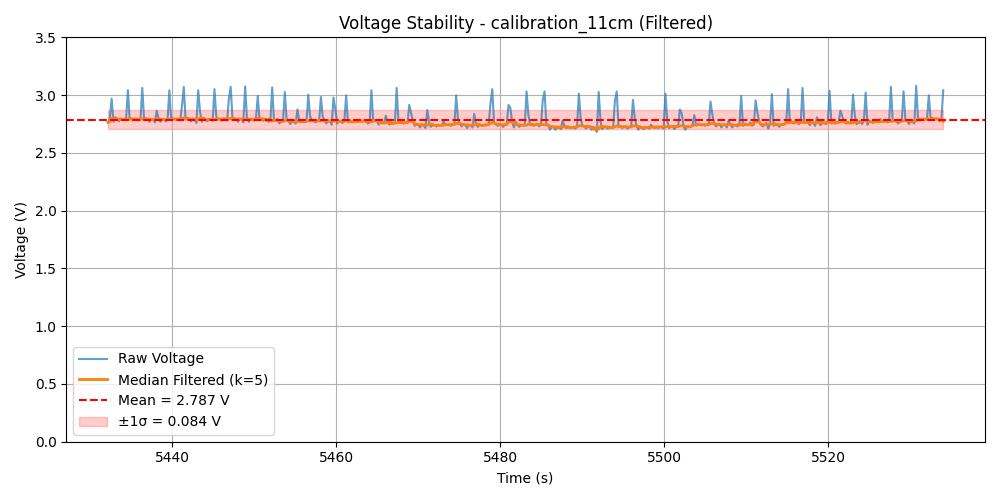 Voltage Stability - calibration_11cm (Filtered)
3.5
3.0
2.5
2.0
1.5
1.0
0.5
0.0
Voltage (V)
Raw Voltage
Median Filtered (k=5)
Mean = 2.787 V
±1σ = 0.084 V
5440
5460
5480
5500
5520
Time (s)